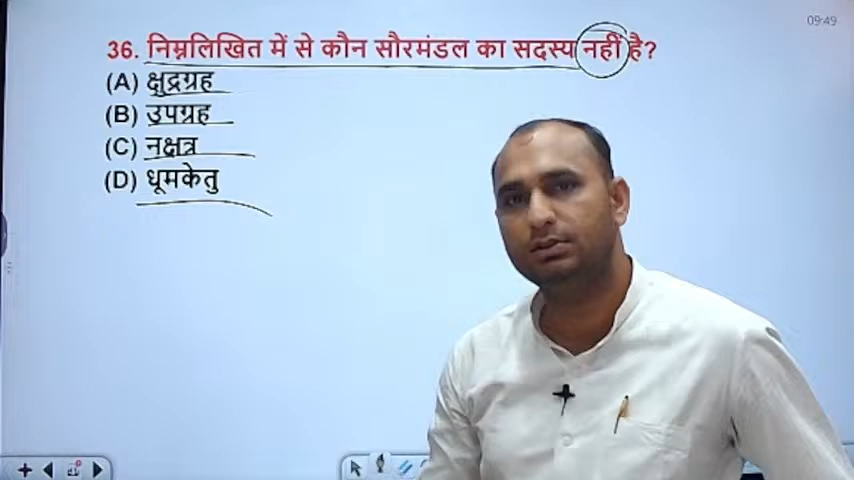 09:49
36. निम्नलिखित में से कौन सौरमंडल का सदस्य नहीं है?
(A) क्षुद्रग्रह
(B) उपग्रह
(C) नक्षत्र
(D) धूमकेतु